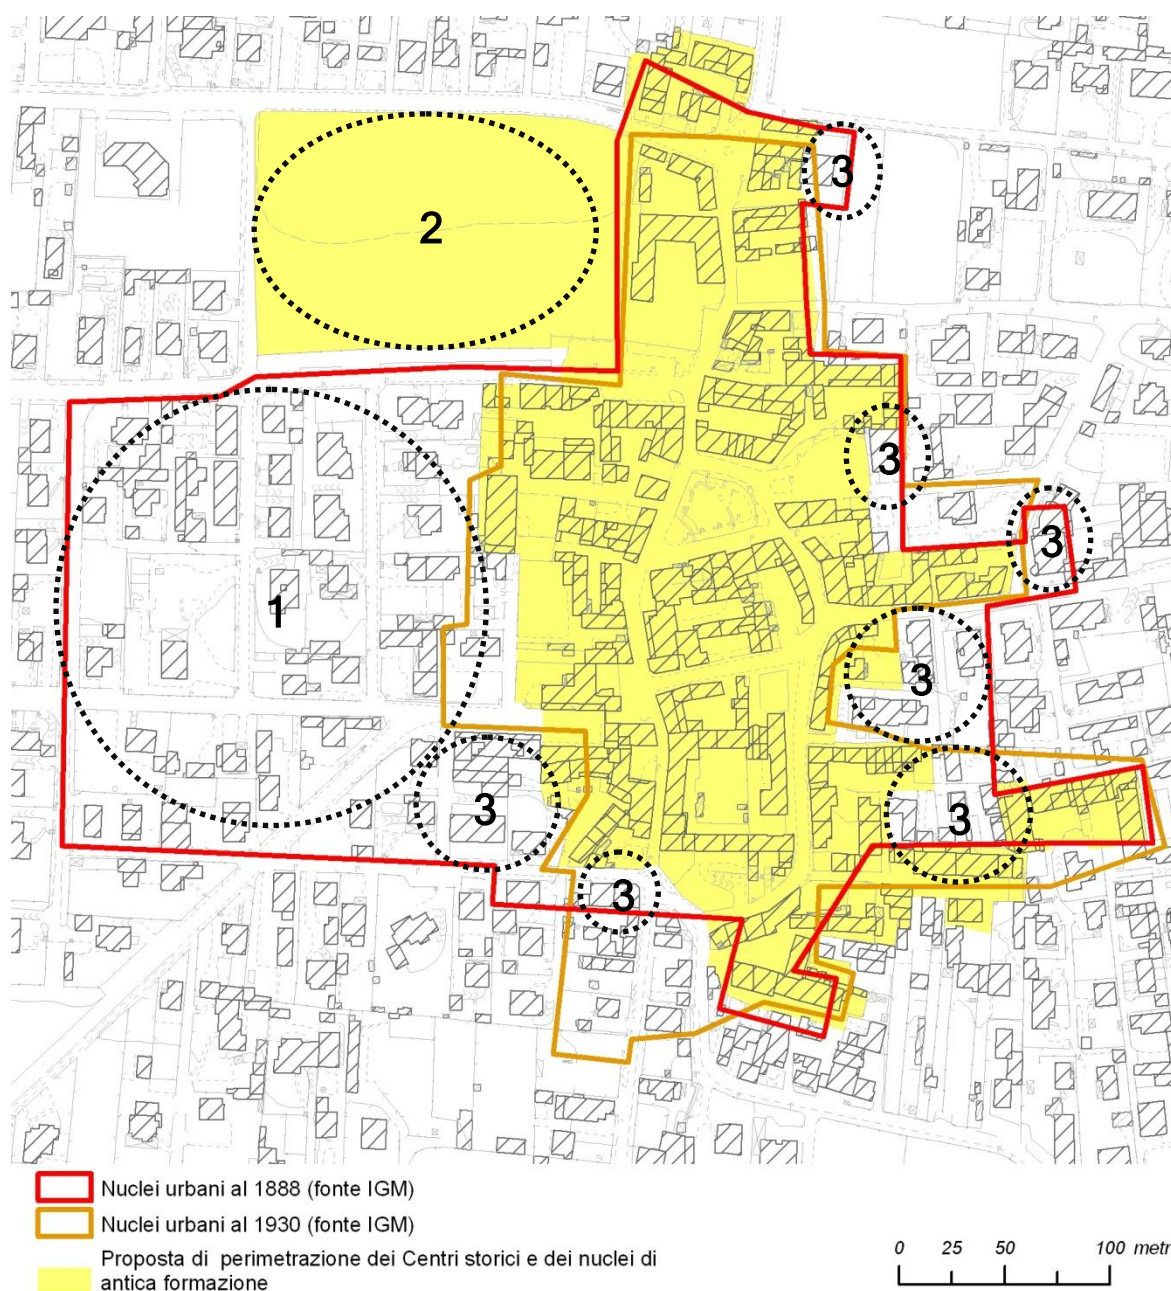 2
3
3
3
1
3
3
3
3
Nuclei urbani al 1888 (fonte IGM)
Nuclei urbani al 1930 (fonte IGM)
Proposta di perimetrazione dei Centri storici e dei nuclei di
antica formazione
0 25 50 100 metr